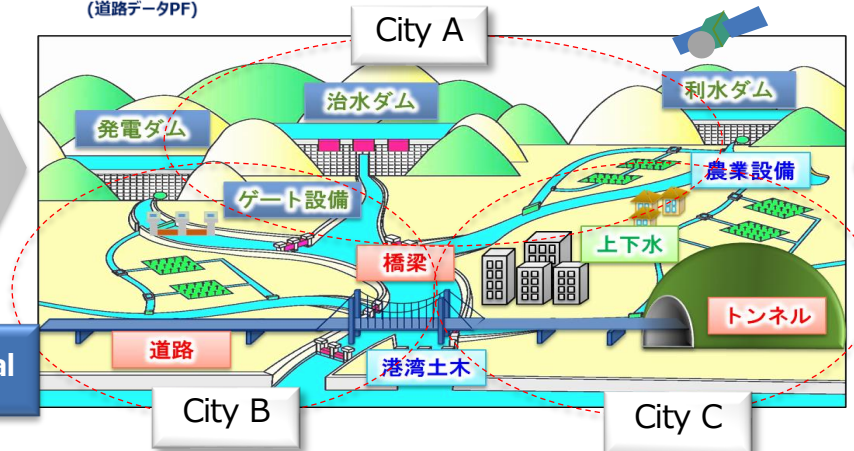 (道路データPF)
City A
治水ダム
利水ダム
発電ダム
農業設備
ゲート設備
上下水
橋梁
トンネル
道路
al
港湾土木
City B
City C